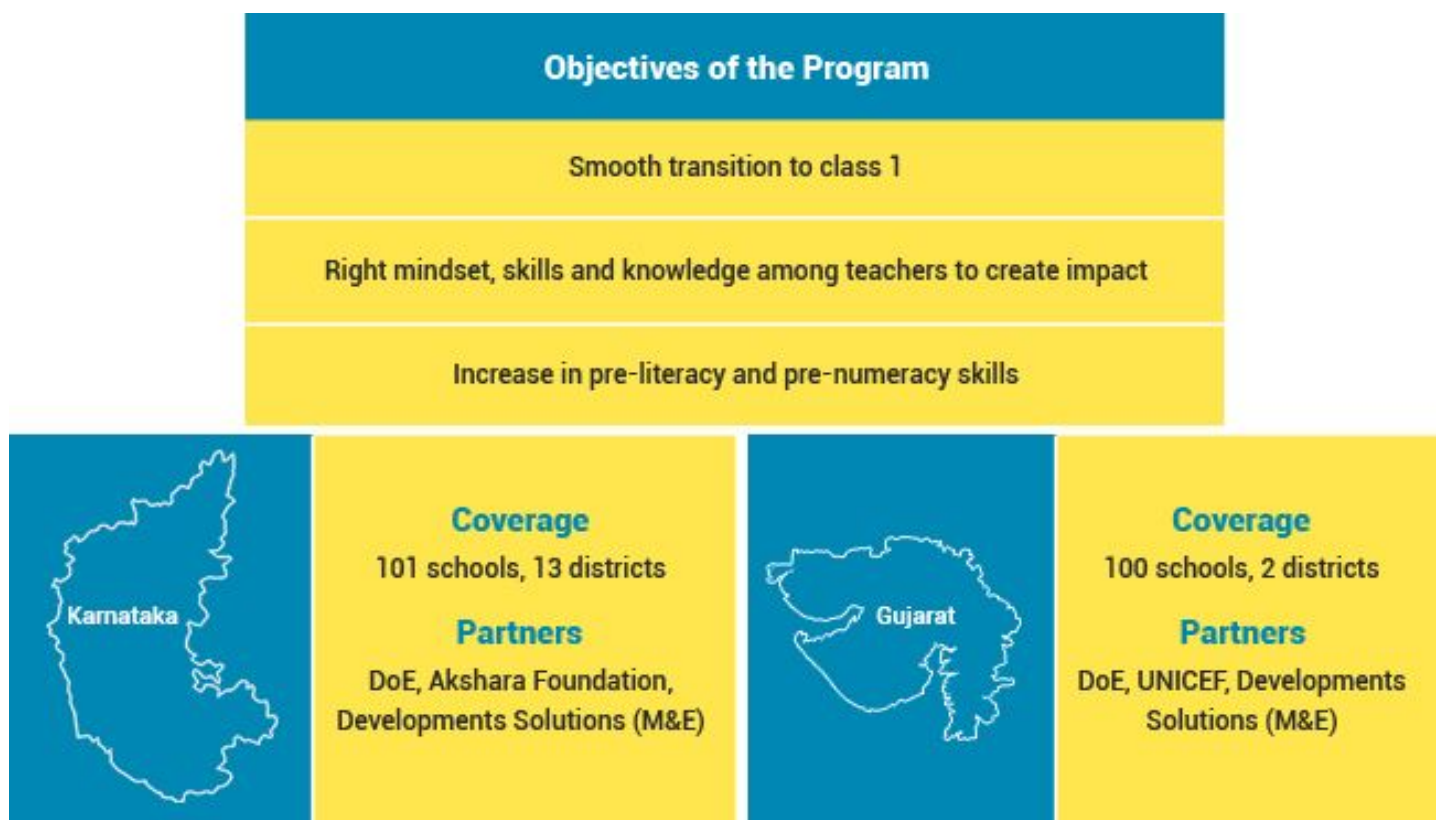 Objectives of the Program
Smooth transition to class 1
Right mindset, skills and knowledge among teachers to create impact
Increase in pre-literacy and pre-numeracy skills
Karnataka
Coverage
101 schools, 13 districts
Partners
DoE, Akshara Foundation,
Developments Solutions (M&E)
Gujarat
Coverage
100 schools, 2 districts
Partners
DoE, UNICEF, Developments
Solutions (M&E)